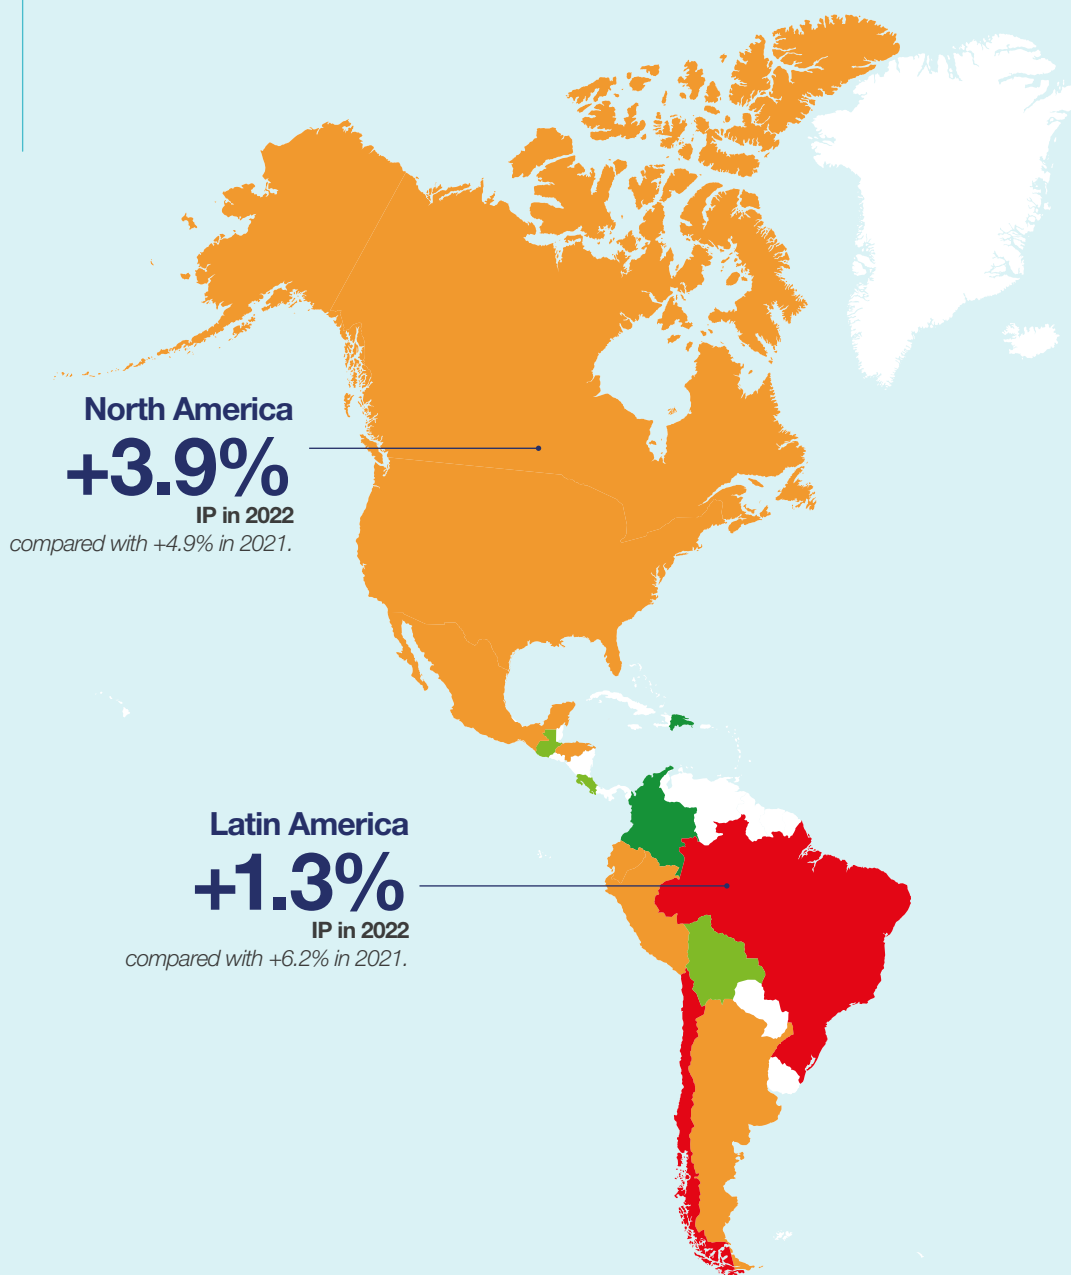 North America
+3.9%
IP in 2022
compared with +4.9% in 2021.
Latin America
+1.3%
IP in 2022
compared with +6.2% in 2021.